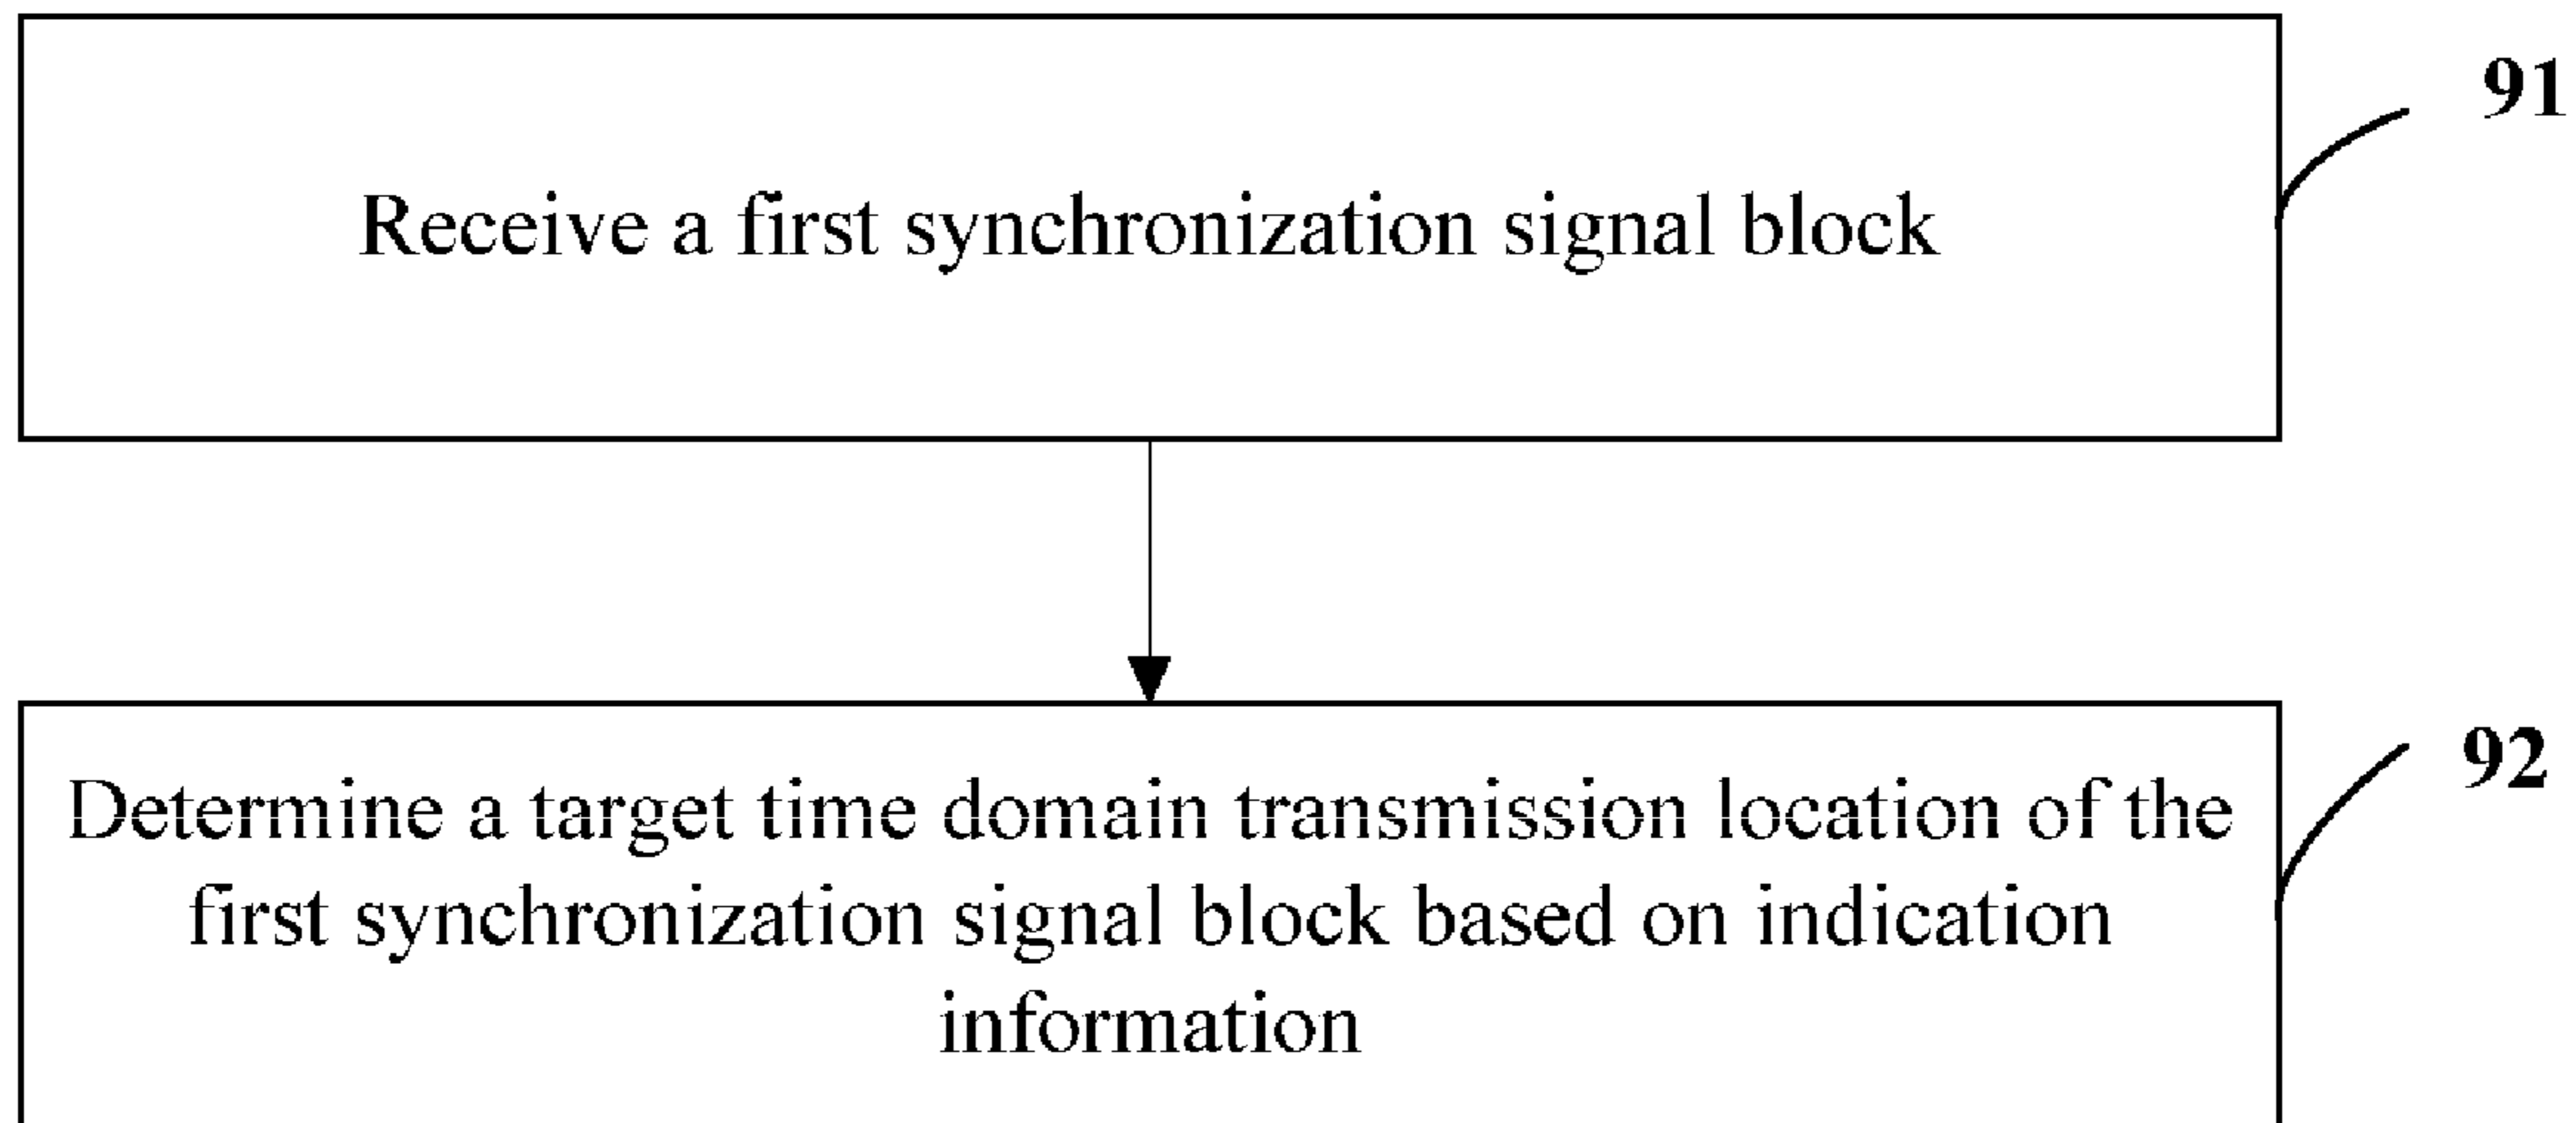 91
Receive a first synchronization signal block
92
Determine a target time domain transmission location of the
first synchronization signal block based on indication
information